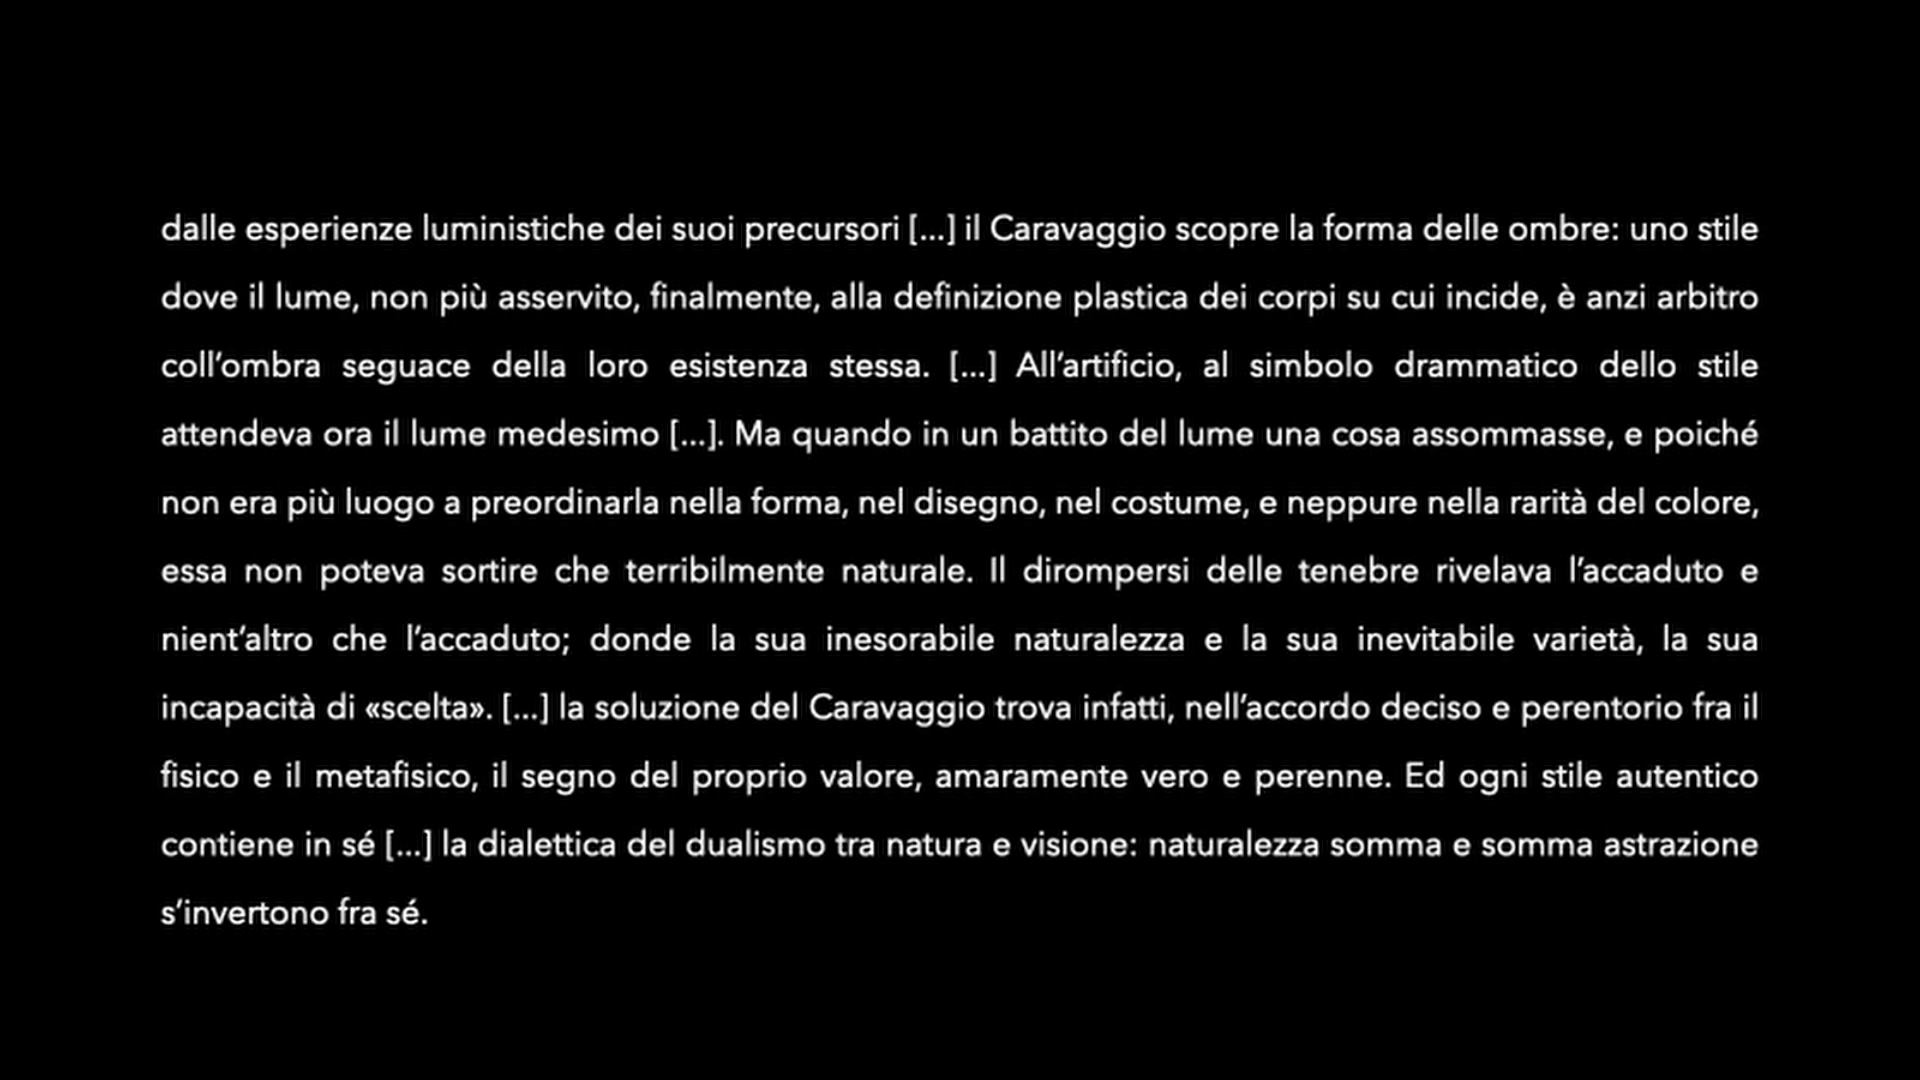 dalle esperienze luministiche dei suoi precursori [...] il Caravaggio scopre la forma delle ombre: uno stile
dove il lume, non più asservito, finalmente, alla definizione plastica dei corpi su cui incide, è anzi arbitro
coll’ombra seguace della loro esistenza stessa. [...] All’artificio, al simbolo drammatico dello stile
attendeva ora il lume medesimo [...]. Ma quando in un battito del lume una cosa assommasse, e poiché
non era più luogo a preordinarla nella forma, nel disegno, nel costume, e neppure nella rarità del colore,
essa non poteva sortire che terribilmente naturale. Il dirompersi delle tenebre rivelava l’accaduto e
nient’altro che l’accaduto; donde la sua inesorabile naturalezza e la sua inevitabile varietà, la sua
incapacità di «scelta». [...] la soluzione del Caravaggio trova infatti, nell’accordo deciso e perentorio fra il
fisico e il metafisico, il segno del proprio valore, amaramente vero e perenne. Ed ogni stile autentico
contiene in sé [...] la dialettica del dualismo tra natura e visione: naturalezza somma e somma astrazione
s’invertono fra sé.